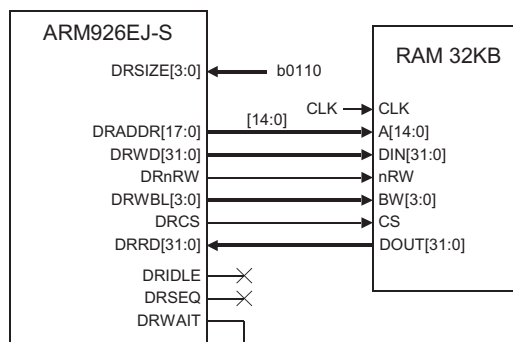 ARM926EJ-S
RAM 32KB
DRSIZE[3:0] b0110
CLK CLK
DRADDR[17:0] [14:0] A[14:0]
DRWD[31:0] DIN[31:0]
DRnRW nRW
DRWBL[3:0] BW[3:0]
DRCS CS
DRRD[31:0] DOUT[31:0]
DRIDLE
DRSEQ
DRWAIT